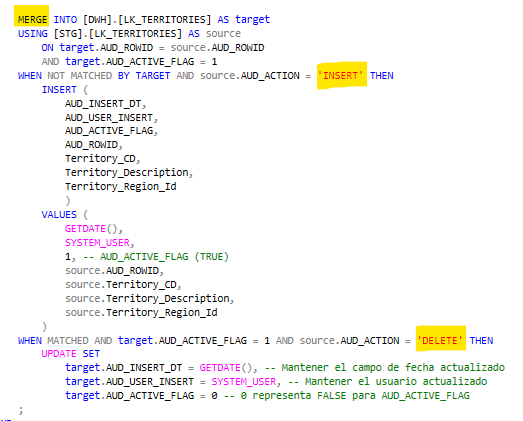 MERGE INTO [DWH].[LK_TERRITORIES] AS target
USING [STG].[LK_TERRITORIES] AS source
ON target.AUD_ROWID = source.AUD_ROWID
AND target.AUD_ACTIVE_FLAG = 1
WHEN NOT MATCHED BY TARGET AND source.AUD_ACTION = 'INSERT' THEN
INSERT (
AUD_INSERT_DT,
AUD_USER_INSERT,
AUD_ACTIVE_FLAG,
AUD_ROWID,
Territory_CD,
Territory_Description,
Territory_Region_Id
)
VALUES (
GETDATE(),
SYSTEM_USER,
1, -- AUD_ACTIVE_FLAG (TRUE)
source.AUD_ROWID,
source.Territory_CD,
source.Territory_Description,
source.Territory_Region_Id
)
WHEN MATCHED AND target.AUD_ACTIVE_FLAG = 1 AND source.AUD_ACTION = 'DELETE' THEN
UPDATE SET
target.AUD_INSERT_DT = GETDATE(), -- Mantener el campo de fecha actualizado
target.AUD_USER_INSERT = SYSTEM_USER, -- Mantener el usuario actualizado
target.AUD_ACTIVE_FLAG = 0 -- 0 representa FALSE para AUD_ACTIVE_FLAG
;